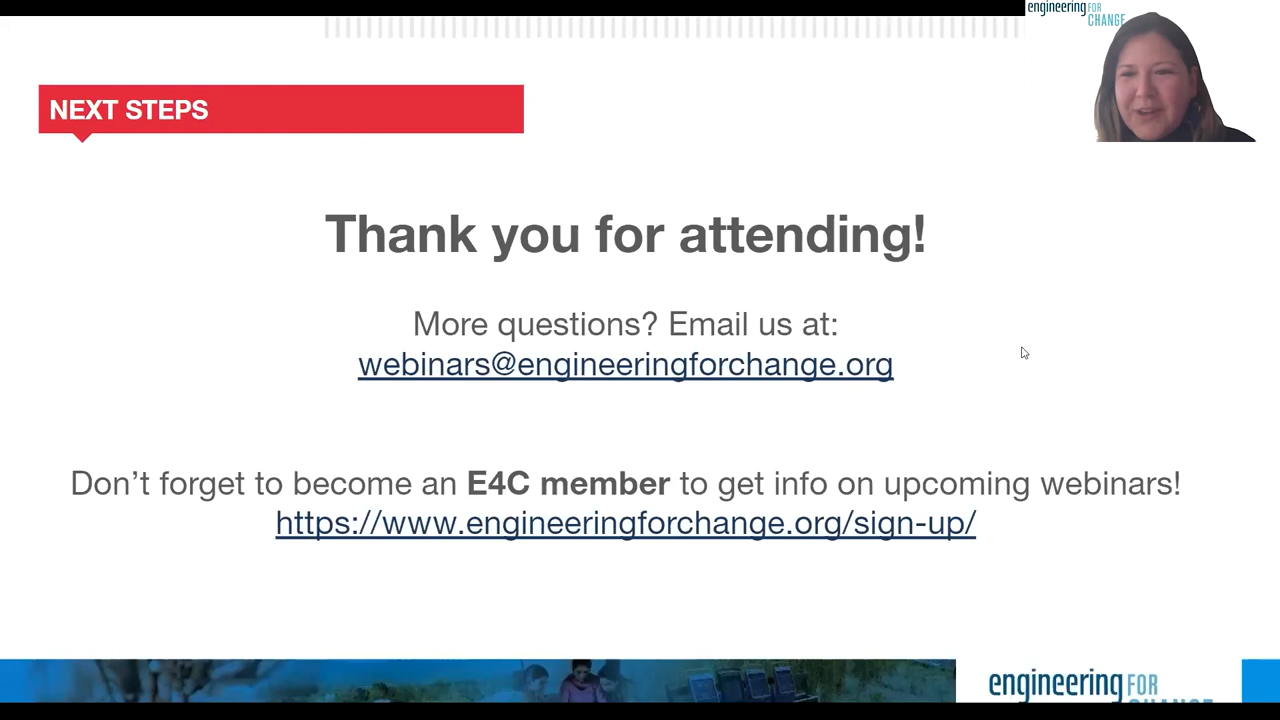 engineering FOR
CHANGE
NEXT STEPS
Thank you for attending!
More questions? Email us at:
webinars@engineeringforchange.org
Don’t forget to become an E4C member to get info on upcoming webinars!
https://www.engineeringforchange.org/sign-up/
engineering FOR
CHANGE